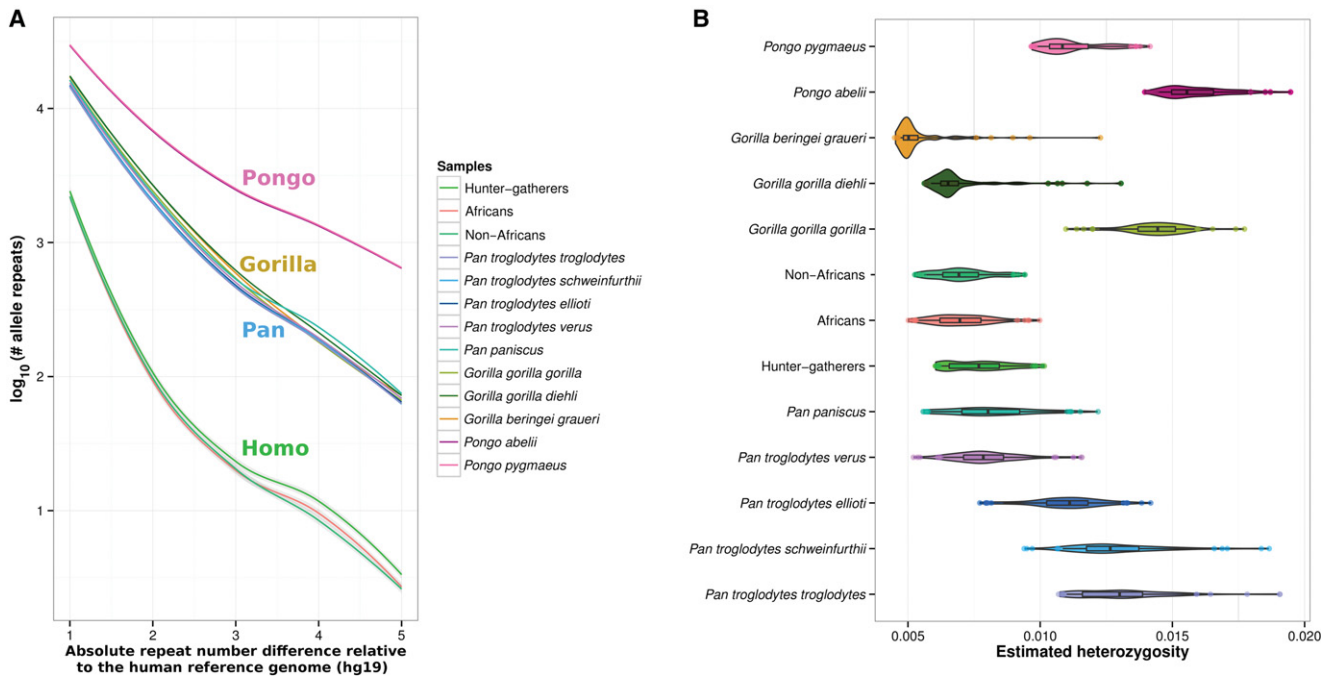 A
log10 (# allele repeats)
4
3
2
1
Pongo
Gorilla
Pan
Homo
1 2 3 4 5
Absolute repeat number difference relative
to the human reference genome (hg19)
Samples
Hunter−gatherers
Africans
Non−Africans
Pan troglodytes troglodytes
Pan troglodytes schweinfurthii
Pan troglodytes ellioti
Pan troglodytes verus
Pan paniscus
Gorilla gorilla gorilla
Gorilla gorilla diehli
Gorilla beringei graueri
Pongo abelii
Pongo pygmaeus
B
Pongo pygmaeus
Pongo abelii
Gorilla beringei graueri
Gorilla gorilla diehli
Gorilla gorilla gorilla
Non−Africans
Africans
Hunter−gatherers
Pan paniscus
Pan troglodytes verus
Pan troglodytes ellioti
Pan troglodytes schweinfurthii
Pan troglodytes troglodytes
0.005 0.010 0.015 0.020
Estimated heterozygosity